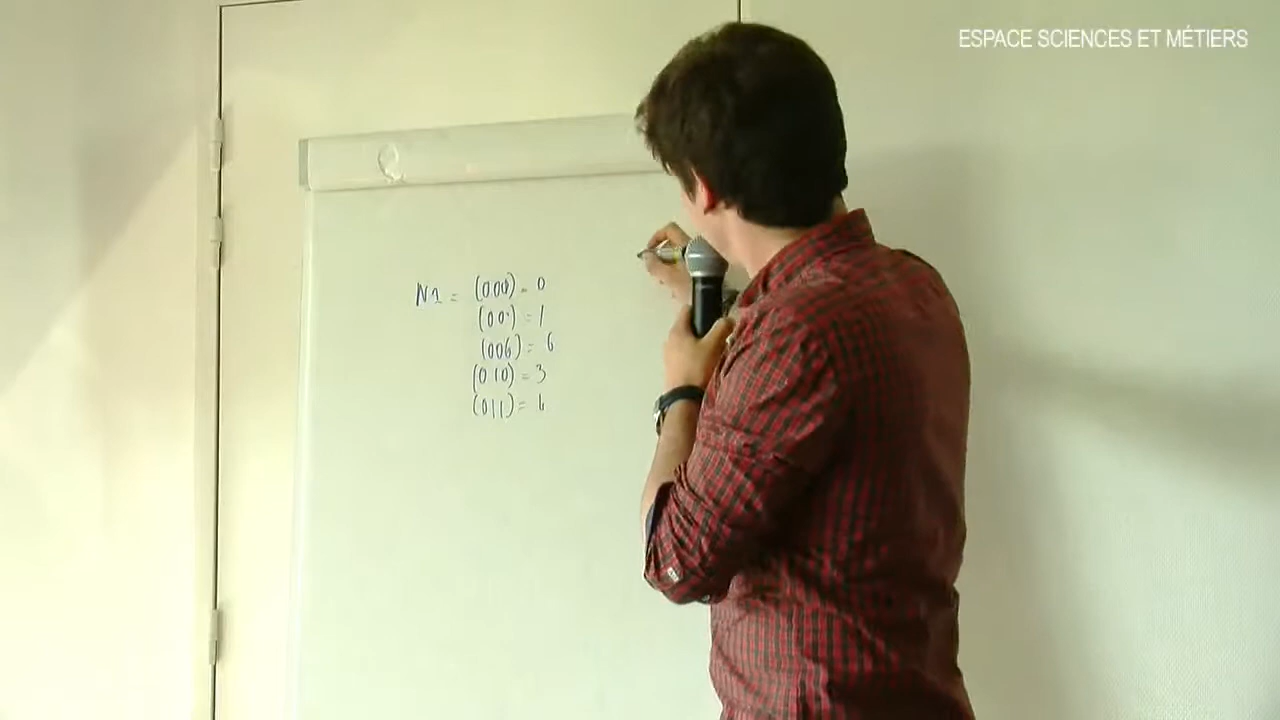 ESPACE SCIENCES ET MÉTIERS
N1 = (000) = 0
(001) = 1
(006) = 6
(010) = 3
(011) = 6